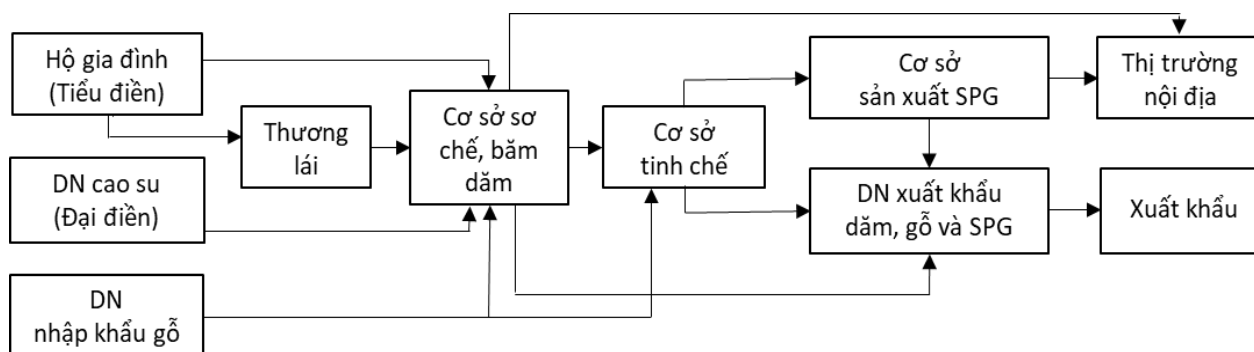 Hộ gia đình
(Tiểu điền)
Thương
lái
DN cao su
(Đại điền)
DN
nhập khẩu gỗ
Cơ sở sơ
chế, băm
dăm
Cơ sở
tinh chế
Cơ sở
sản xuất SPG
DN xuất khẩu
dăm, gỗ và SPG
Thị trường
nội địa
Xuất khẩu